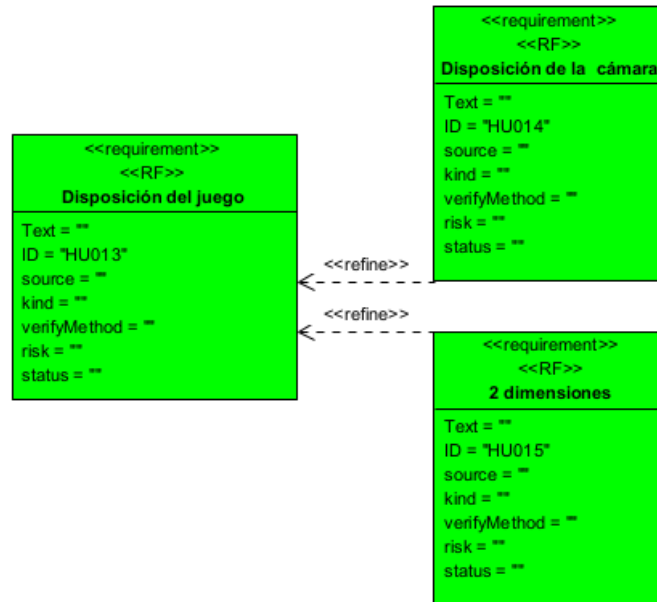 <<requirement>>
<<RF>>
Disposición del juego
Text = ""
ID = "HU013"
source = ""
kind = ""
verifyMethod = ""
risk = ""
status = ""
<<refine>>
<<refine>>
<<requirement>>
<<RF>>
Disposición de la cámara
Text = ""
ID = "HU014"
source = ""
kind = ""
verifyMethod = ""
risk = ""
status = ""
<<requirement>>
<<RF>>
2 dimensiones
Text = ""
ID = "HU015"
source = ""
kind = ""
verifyMethod = ""
risk = ""
status = ""